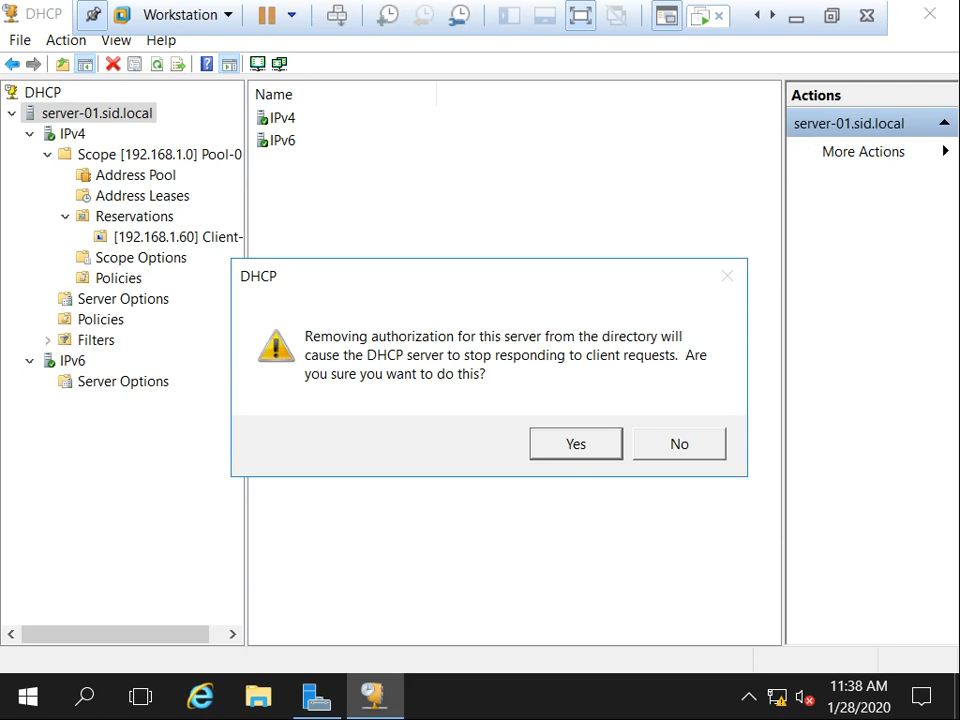 DHCP
Workstation
File Action View Help
DHCP
server-01.sid.local
IPv4
Scope [192.168.1.0] Pool-0
Address Pool
Address Leases
Reservations
[192.168.1.60] Client-
Scope Options
Policies
Server Options
Policies
Filters
IPv6
Server Options
Name
IPv4
IPv6
Actions
server-01.sid.local
More Actions
DHCP
Removing authorization for this server from the directory will
cause the DHCP server to stop responding to client requests. Are
you sure you want to do this?
Yes No
11:38 AM
1/28/2020